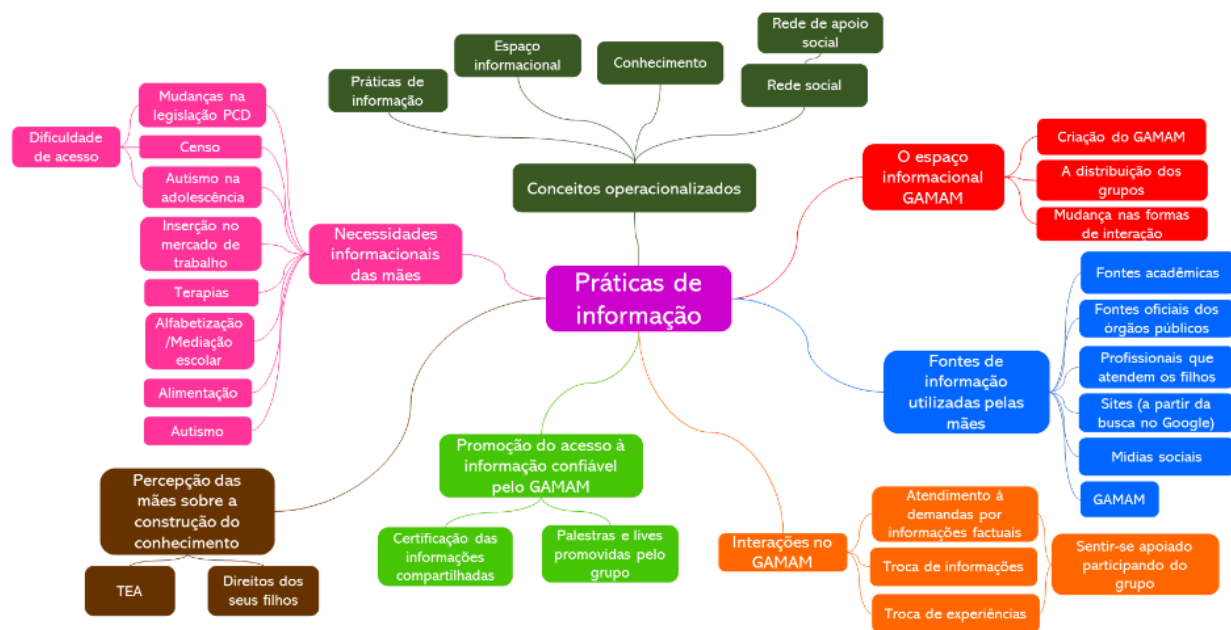 Rede de apoio
social
Espaço
informacional
Conhecimento
Práticas de
informação
Rede social
Conceitos operacionalizados
Mudanças na
legislação PCD
Dificuldade
de acesso
Censo
Autismo na
adolescência
Inserção no
mercado de
trabalho
Terapias
Alfabetização
/Mediação
escolar
Alimentação
Autismo
Necessidades
informacionais
das mães
O espaço
informacional
GAMAM
Criação do GAMAM
A distribuição dos
grupos
Mudança nas formas
de interação
Práticas de
informação
Fontes de
informação
utilizadas pelas
mães
Fontes acadêmicas
Fontes oficiais dos
órgãos públicos
Profissionais que
atendem os filhos
Sites (a partir da
busca no Google)
Mídias sociais
GAMAM
Percepção das
mães sobre a
construção do
conhecimento
TEA
Direitos dos
seus filhos
Promoção do acesso à
informação confiável
pelo GAMAM
Certificação das
informações
compartilhadas
Palestras e lives
promovidas pelo
grupo
Interações no
GAMAM
Atendimento à
demandas por
informações factuais
Troca de informações
Troca de experiências
Sentir-se apoiado
participando do
grupo